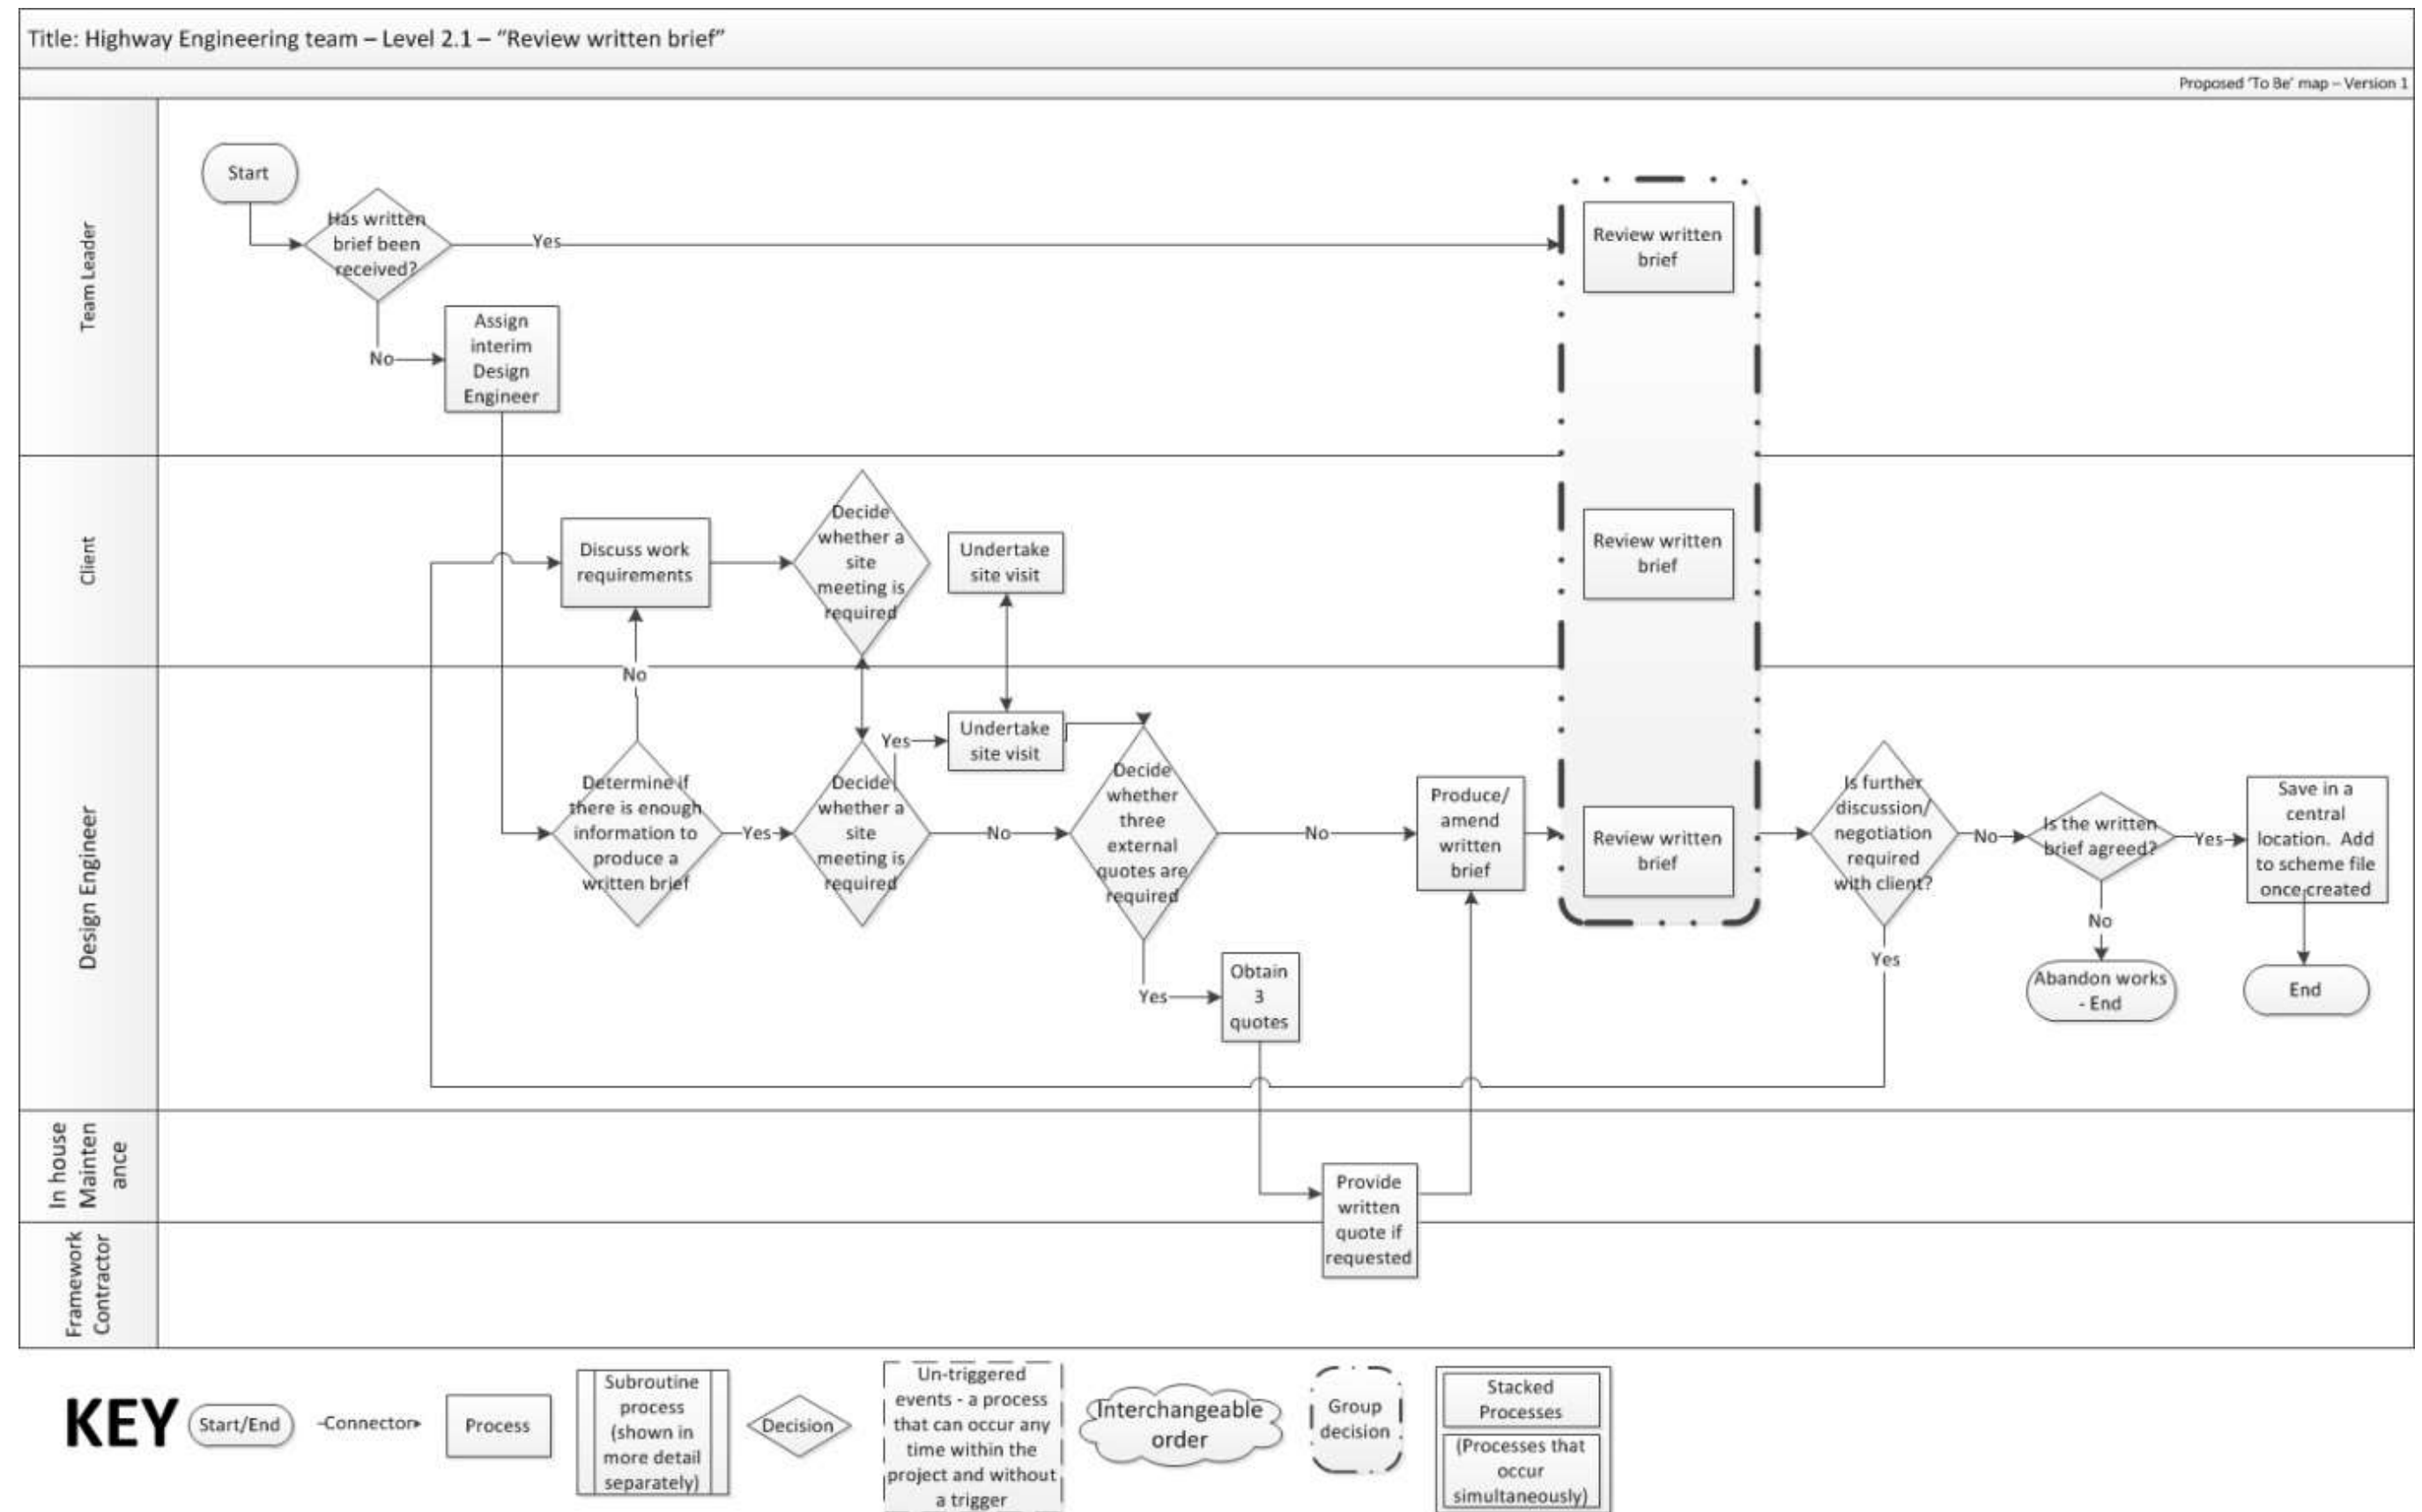 Title: Highway Engineering team – Level 2.1 – “Review written brief”
Proposed ‘To Be’ map – Version 1
Team Leader
Start
Has written
brief been
received?
Yes
No
Assign
interim
Design
Engineer
Review written
brief
Client
Discuss work
requirements
Decide
whether a
site
meeting is
required
Undertake
site visit
Review written
brief
No
Design Engineer
Determine if
there is enough
information to
produce a
written brief
Yes
Decide
whether a
site
meeting is
required
Yes
Undertake
site visit
No
Decide
whether
three
external
quotes are
required
No
Yes
Obtain
3
quotes
Produce/
amend
written
brief
Review written
brief
Is further
discussion/
negotiation
required
with client?
No
Yes
Is the written
brief agreed?
Yes
No
Abandon works
- End
Save in a
central
location. Add
to scheme file
once created
End
In house
Mainten
ance
Provide
written
quote if
requested
Framework
Contractor
KEY
Start/End
Connector
Process
Subroutine
process
(shown in
more detail
separately)
Decision
Un-triggered
events - a process
that can occur any
time within the
project and without
a trigger
Interchangeable
order
Group
decision
Stacked
Processes
(Processes that
occur
simultaneously)